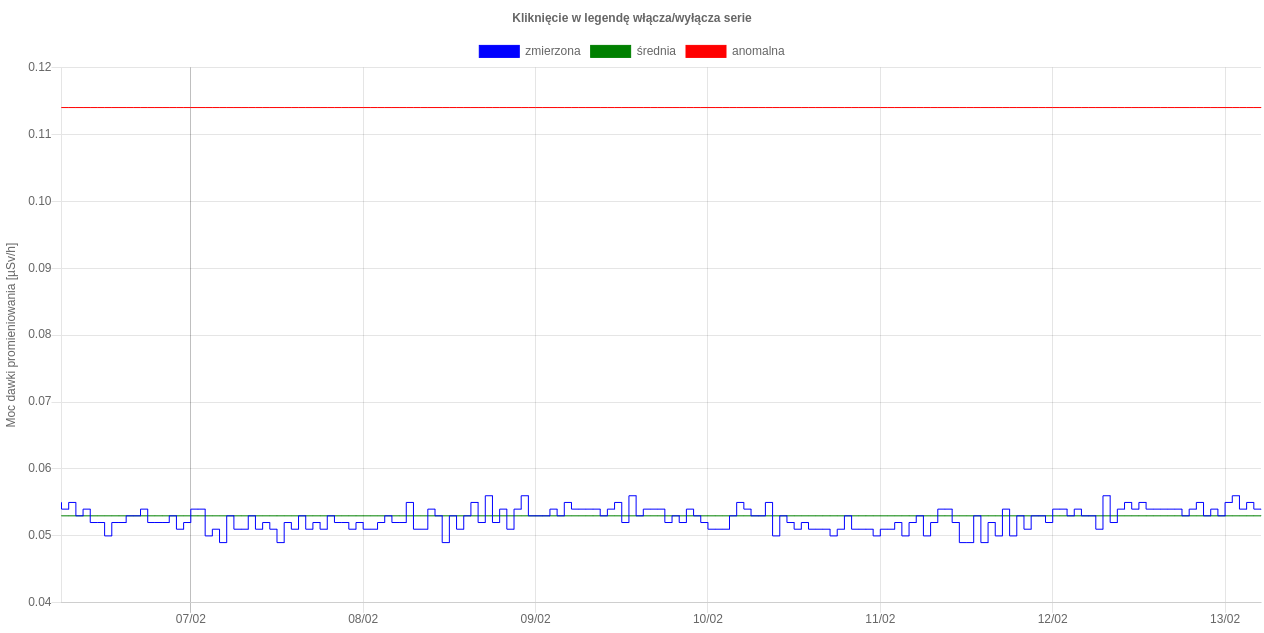 Kliknięcie w legendę włącza/wyłącza serie
zmierzona średnia anomalna
Moc dawki promieniowania [µSv/h]
0.12
0.11
0.10
0.09
0.08
0.07
0.06
0.05
0.04
07/02 08/02 09/02 10/02 11/02 12/02 13/02